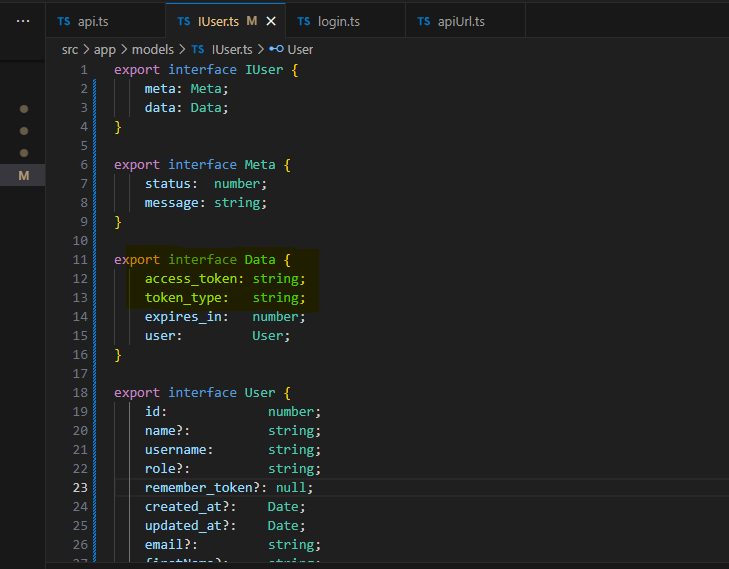 ···
TS api.ts
TS IUser.ts M ×
TS login.ts
TS apiUrl.ts
M
src > app > models > TS IUser.ts > User
1 export interface IUser {
2 meta: Meta;
3 data: Data;
4 }
5
6 export interface Meta {
7 status:  number;
8 message: string;
9 }
10
11 export interface Data {
12 access_token: string;
13 token_type:   string;
14 expires_in:   number;
15 user:         User;
16 }
17
18 export interface User {
19 id:             number;
20 name?:          string;
21 username:       string;
22 role?:          string;
23 remember_token?: null;
24 created_at?:    Date;
25 updated_at?:    Date;
26 email?:         string;
27 firstName?:     string;